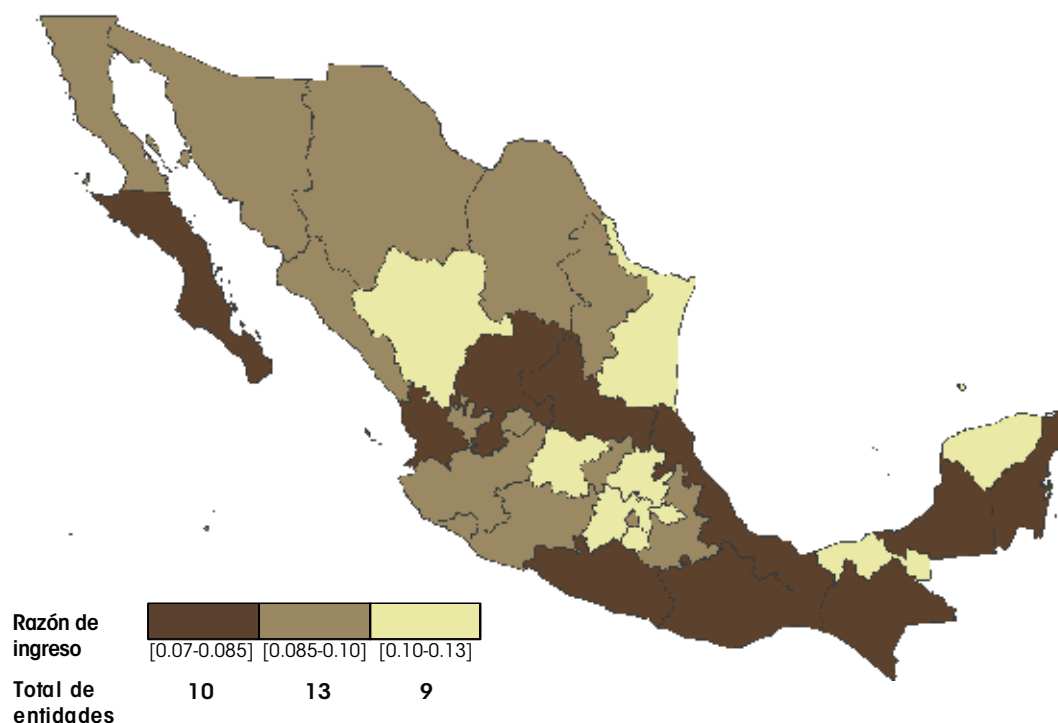 Razón de
ingreso
[0.07-0.085] [0.085-0.10] [0.10-0.13]
Total de
entidades
10 13 9